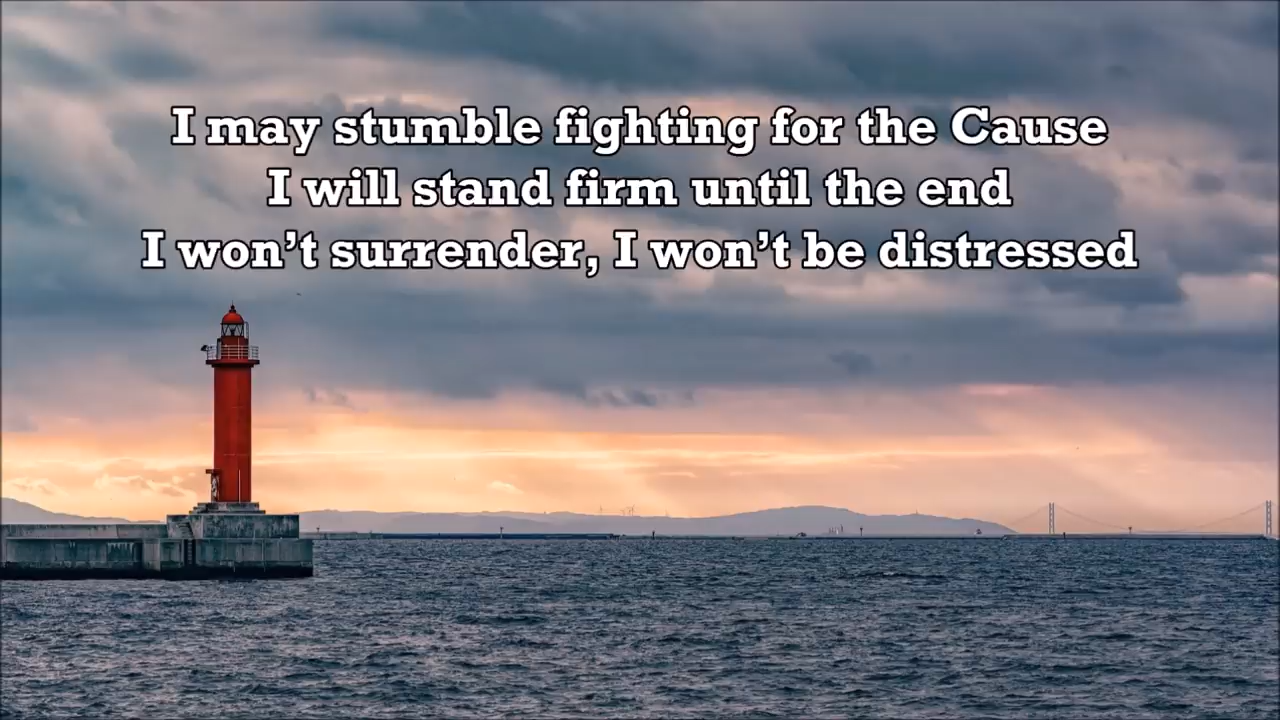 I may stumble fighting for the Cause
I will stand firm until the end
I won’t surrender, I won’t be distressed